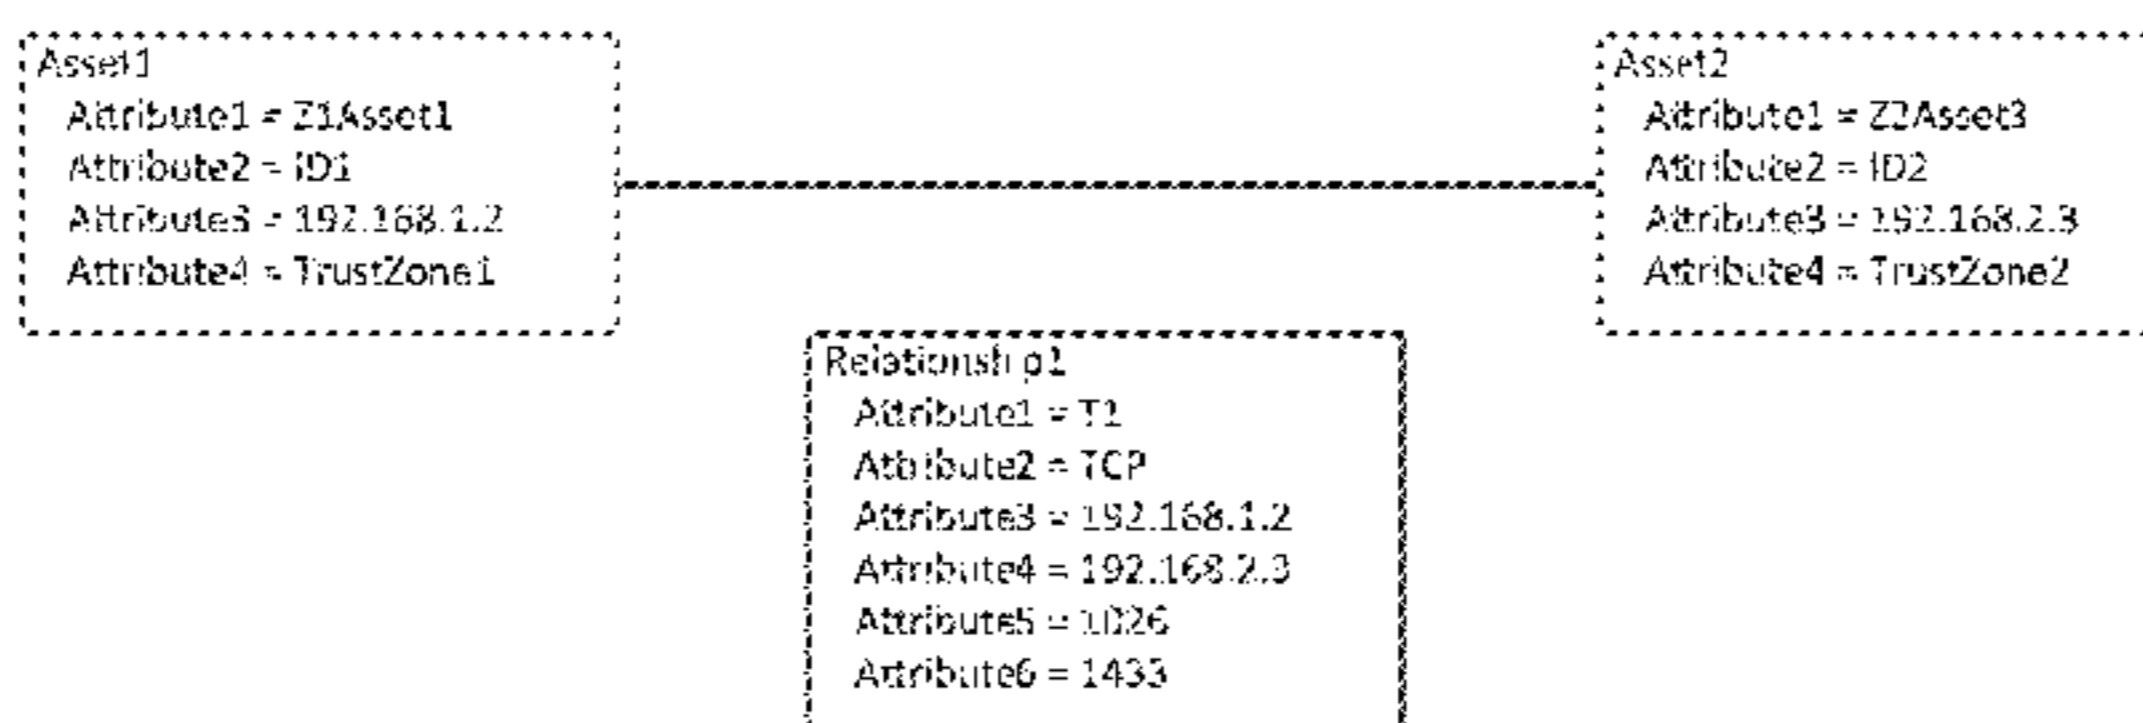 Asset1
Attribute1 = Z1Asset1
Attribute2 = ID1
Attribute3 = 192.168.1.2
Attribute4 = TrustZone1
Asset2
Attribute1 = Z2Asset3
Attribute2 = ID2
Attribute3 = 192.168.2.3
Attribute4 = TrustZone2
Relationship1
Attribute1 = T1
Attribute2 = TCP
Attribute3 = 192.168.1.2
Attribute4 = 192.168.2.3
Attribute5 = 1026
Attribute6 = 1433